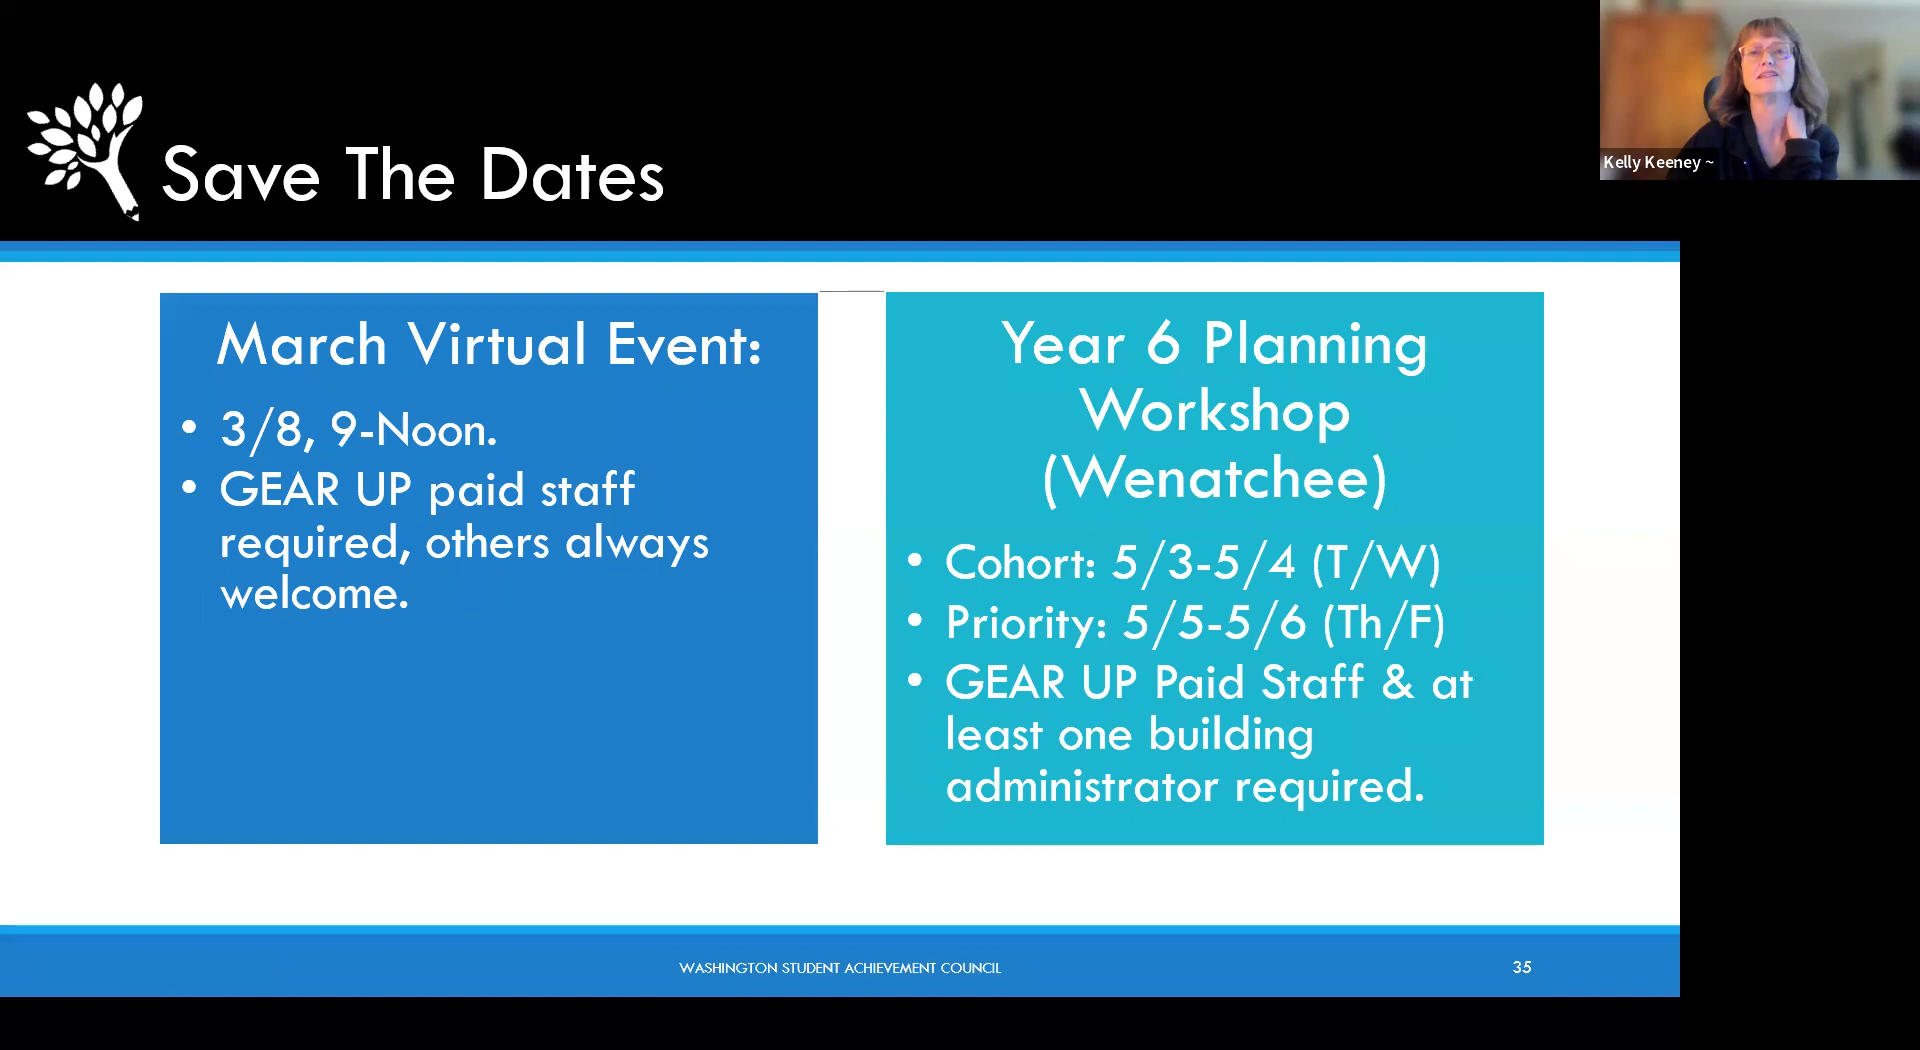 Save The Dates
Kelly Keeney ~
March Virtual Event:
• 3/8, 9-Noon.
• GEAR UP paid staff
required, others always
welcome.
Year 6 Planning
Workshop
(Wenatchee)
• Cohort: 5/3-5/4 (T/W)
• Priority: 5/5-5/6 (Th/F)
• GEAR UP Paid Staff & at
least one building
administrator required.
WASHINGTON STUDENT ACHIEVEMENT COUNCIL
35